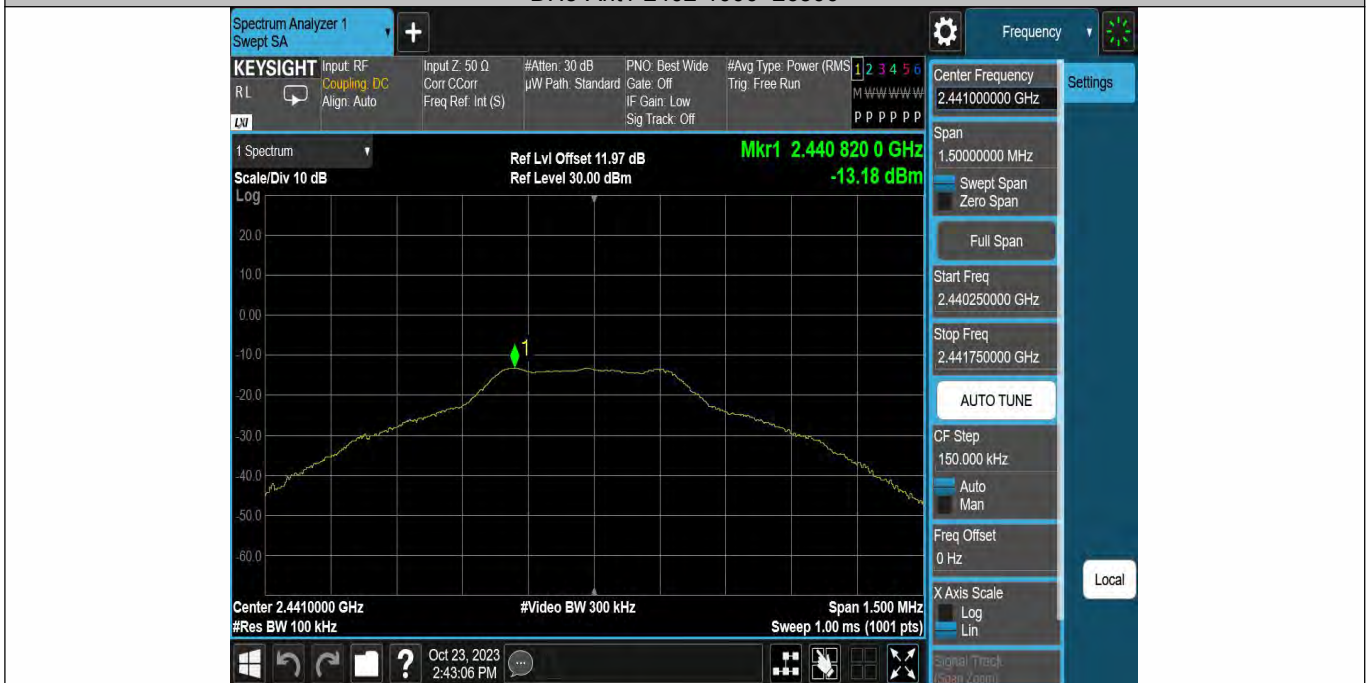 Spectrum Analyzer 1
Swept SA
+
Frequency
KEYSIGHT
RL
LXI
Input: RF
Coupling: DC
Align: Auto
Input Z: 50 Ω
Corr CCorr
Freq Ref: Int (S)
#Atten: 30 dB
µW Path: Standard
PNO: Best Wide
Gate: Off
IF Gain: Low
Sig Track: Off
#Avg Type: Power (RMS
Trig: Free Run
1 2 3 4 5 6
M W W W W W
P P P P P P
1 Spectrum
Scale/Div 10 dB
Ref Lvl Offset 11.97 dB
Ref Level 30.00 dBm
Mkr1 2.440 820 0 GHz
-13.18 dBm
Log
20.0
10.0
0.00
-10.0
-20.0
-30.0
-40.0
-50.0
-60.0
1
Center 2.4410000 GHz
#Res BW 100 kHz
#Video BW 300 kHz
Span 1.500 MHz
Sweep 1.00 ms (1001 pts)
Center Frequency
2.441000000 GHz
Settings
Span
1.50000000 MHz
Swept Span
Zero Span
Full Span
Start Freq
2.440250000 GHz
Stop Freq
2.441750000 GHz
AUTO TUNE
CF Step
150.000 kHz
Auto
Man
Freq Offset
0 Hz
X Axis Scale
Log
Lin
Local
Signal Track
(Span Zoom)
?
Oct 23, 2023
2:43:06 PM